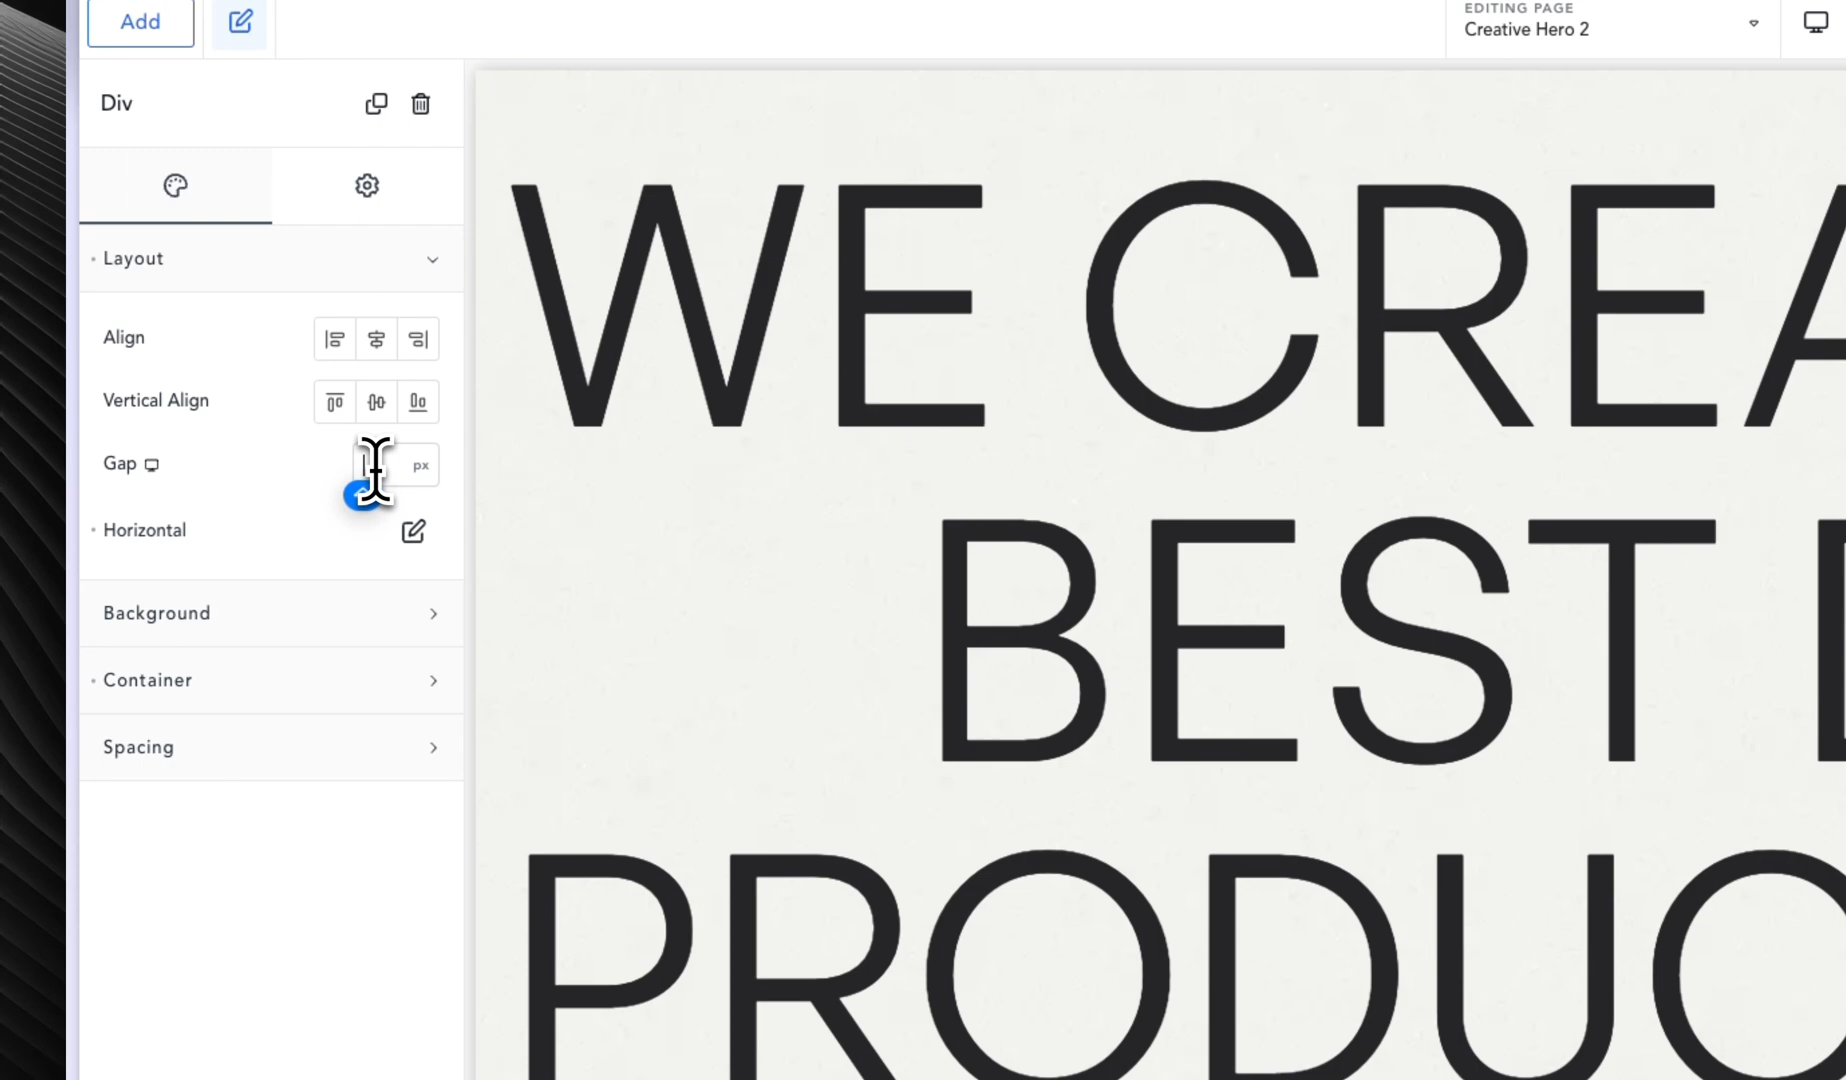 Add
EDITING PAGE
Creative Hero 2
Div
Layout
Align
Vertical Align
Gap
px
Horizontal
Background
Container
Spacing
WE CREA
BEST
PRODUC